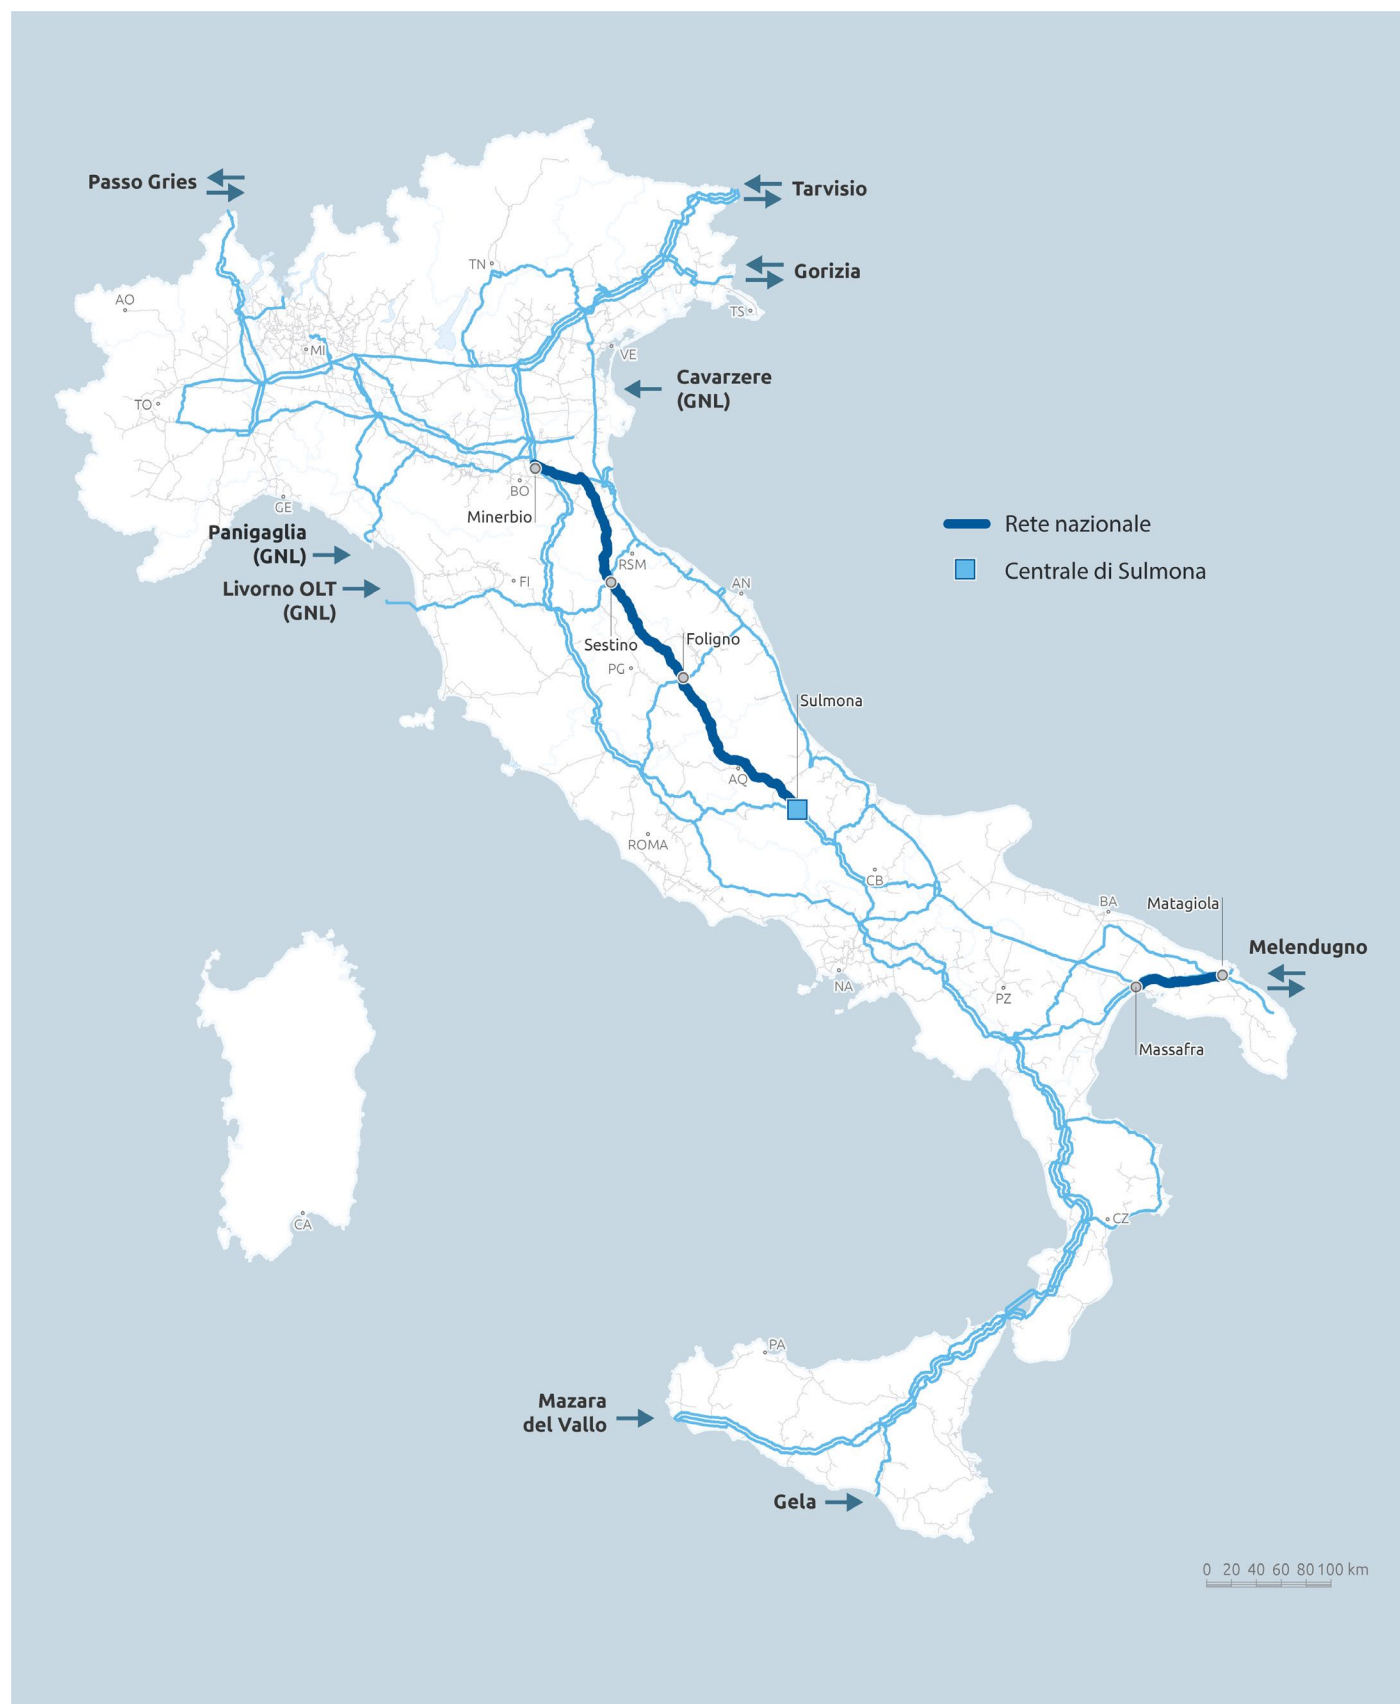 Passo Gries
Tarvisio
TN
Gorizia
AO
TS
MI
VE
Cavarzere
(GNL)
TO
BO
GE
Minerbio
Rete nazionale
Panigaglia
(GNL)
RSM
Centrale di Sulmona
FI
AN
Livorno OLT
(GNL)
Foligno
Sestino
PG
Sulmona
AQ
ROMA
CB
BA
Matagiola
Melendugno
NA
PZ
Massafra
CA
CZ
PA
Mazara
del Vallo
Gela
0 20 40 60 80 100 km